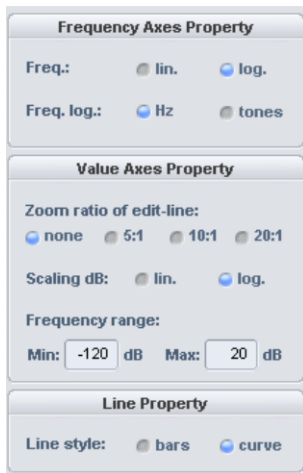 Frequency Axes Property
Freq.: lin. log.
Freq. log.: Hz tones
Value Axes Property
Zoom ratio of edit-line:
none 5:1 10:1 20:1
Scaling dB: lin. log.
Frequency range:
Min: -120 dB Max: 20 dB
Line Property
Line style: bars curve